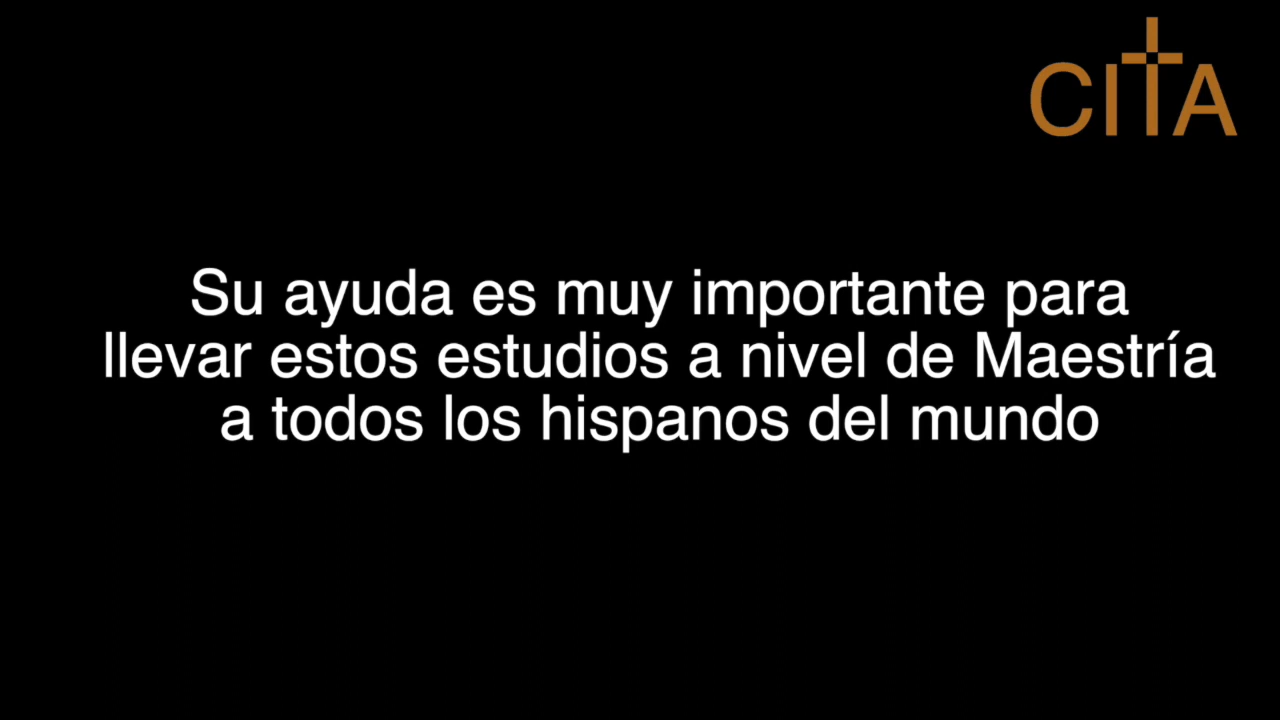 CITA
Su ayuda es muy importante para
llevar estos estudios a nivel de Maestría
a todos los hispanos del mundo